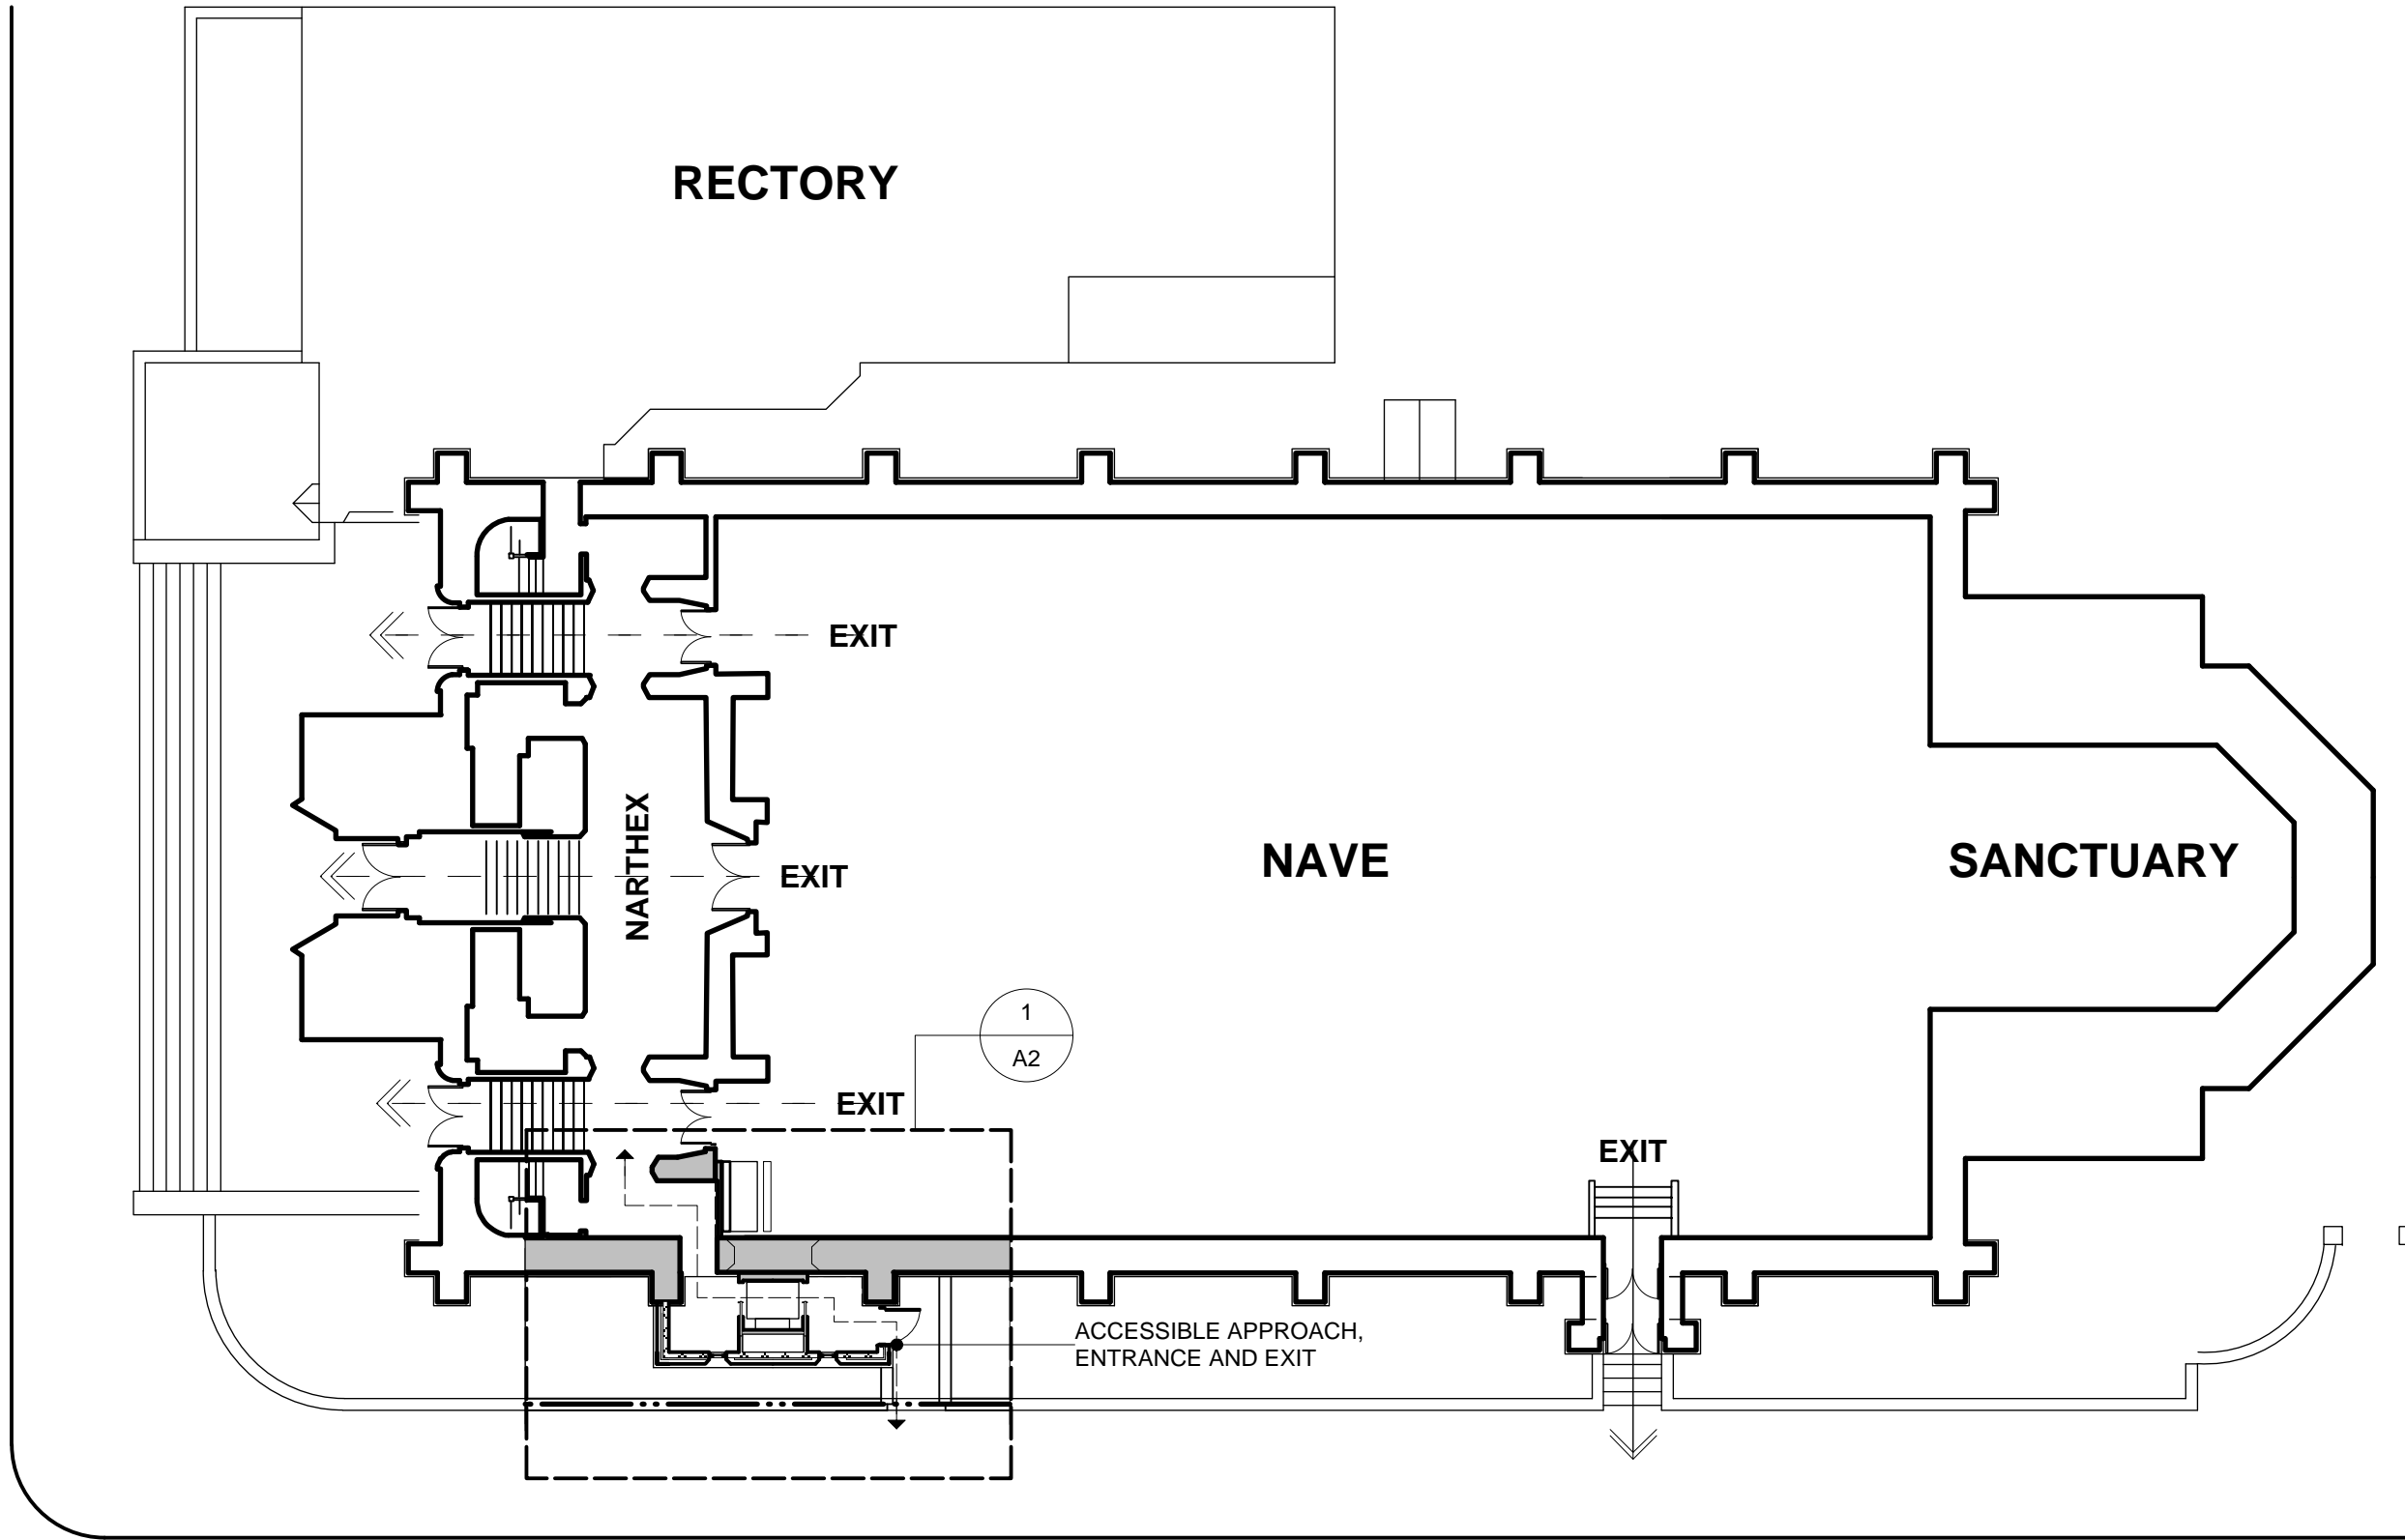 RECTORY
EXIT
NARTHEX
NAVE
SANCTUARY
EXIT
1
A2
EXIT
EXIT
ACCESSIBLE APPROACH,
ENTRANCE AND EXIT